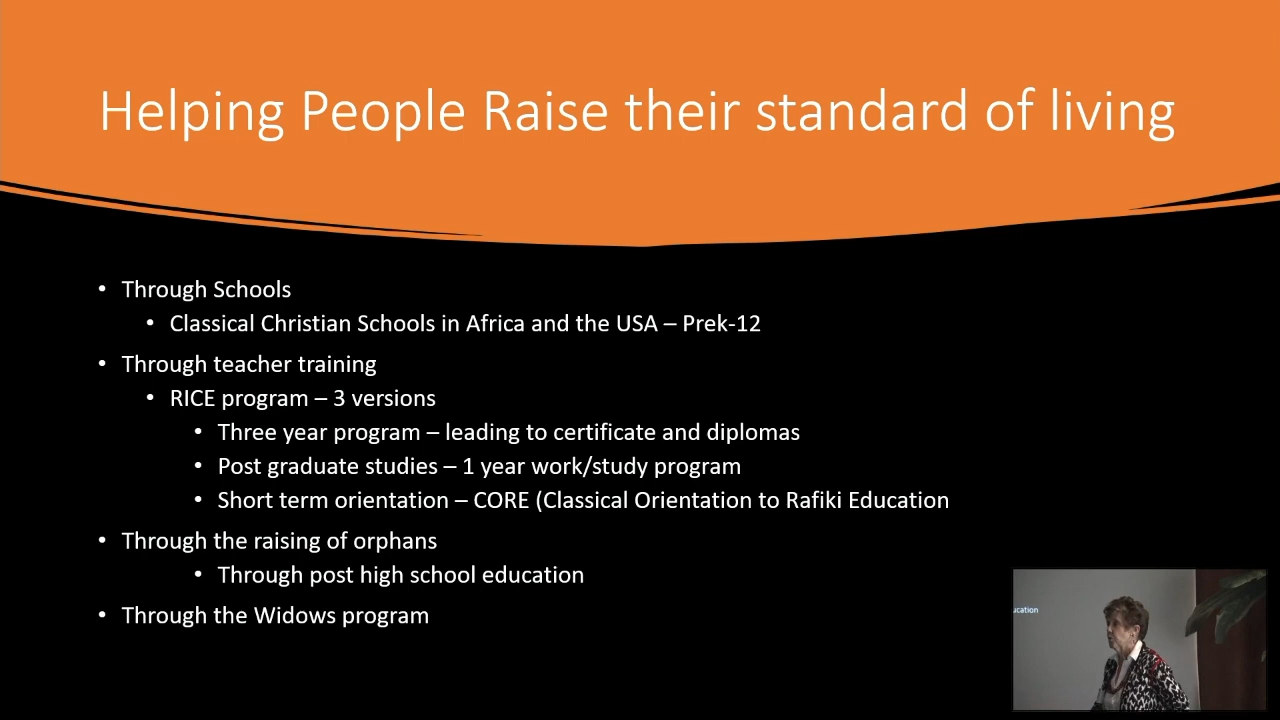 Helping People Raise their standard of living
• Through Schools
• Classical Christian Schools in Africa and the USA – Prek-12
• Through teacher training
• RICE program – 3 versions
• Three year program – leading to certificate and diplomas
• Post graduate studies – 1 year work/study program
• Short term orientation – CORE (Classical Orientation to Rafiki Education
• Through the raising of orphans
• Through post high school education
• Through the Widows program
ucation